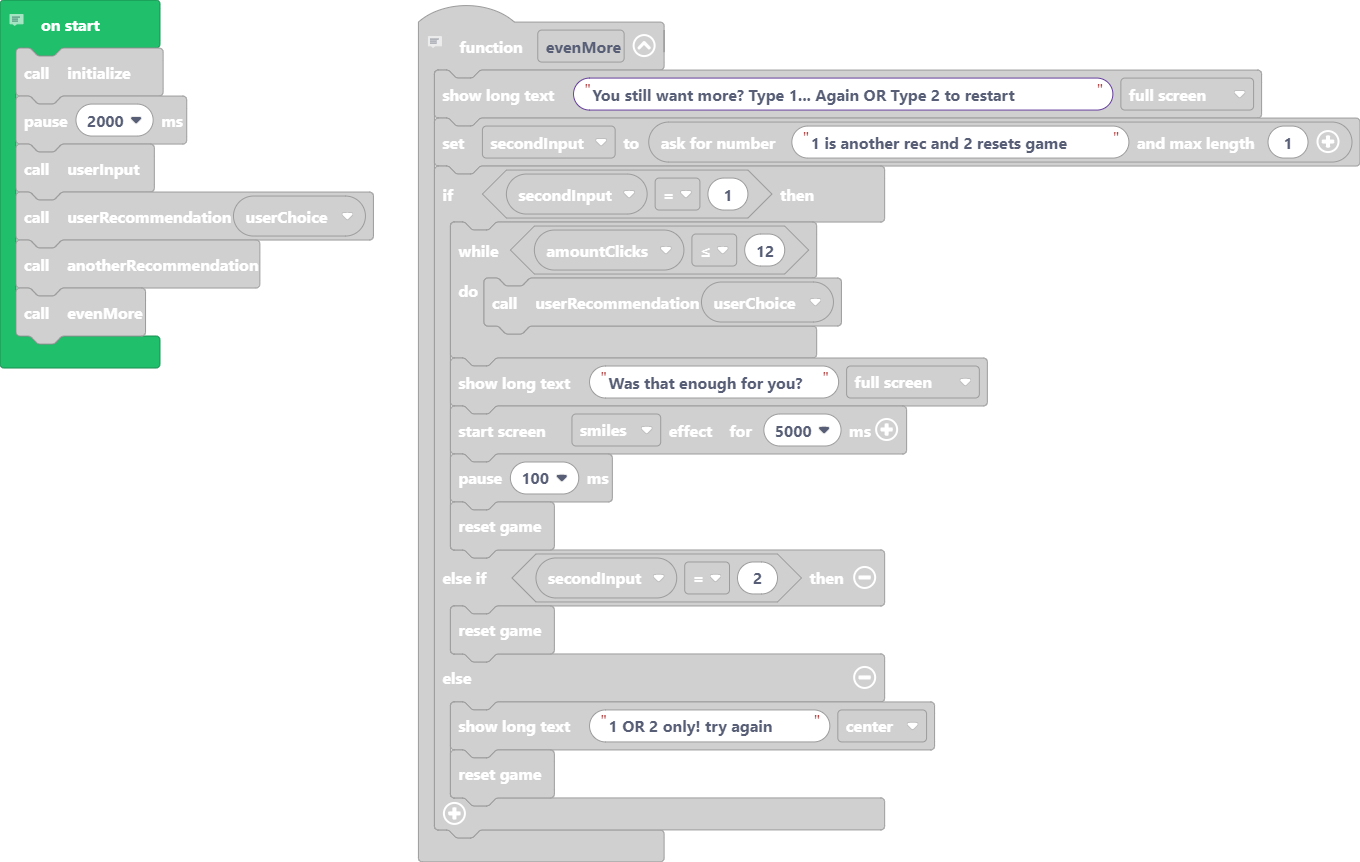 on start
call initialize
pause 2000 ms
call userInput
call userRecommendation userChoice
call anotherRecommendation
call evenMore
function evenMore
show long text "You still want more? Type 1... Again OR Type 2 to restart" full screen
set secondInput to ask for number "1 is another rec and 2 resets game" and max length 1
if secondInput = 1 then
while amountClicks ≤ 12
do call userRecommendation userChoice
show long text "Was that enough for you?" full screen
start screen smiles effect for 5000 ms
pause 100 ms
reset game
else if secondInput = 2 then
reset game
else
show long text "1 OR 2 only! try again" center
reset game